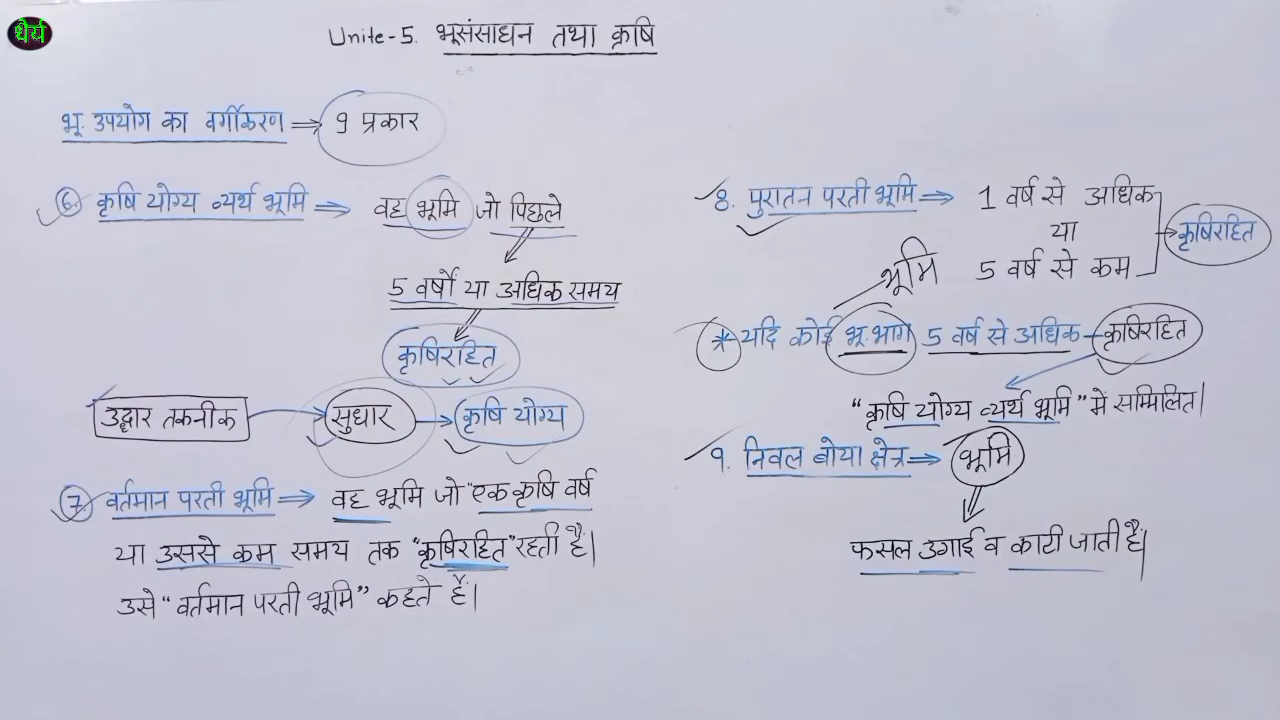 धैर्य
Unite-5. भूसंसाधन तथा कृषि
भू. उपयोग का वर्गीकरण ⇒ 9 प्रकार
6. कृषि योग्य व्यर्थ भूमि ⇒ वह भूमि जो पिछले
5 वर्षों या अधिक समय
कृषिरहित
उद्धार तकनीक → सुधार → कृषि योग्य
7. वर्तमान परती भूमि ⇒ वह भूमि जो एक कृषि वर्ष
या उससे कम समय तक "कृषिरहित" रहती है।
उसे "वर्तमान परती भूमि" कहते है।
8. पुरातन परती भूमि ⇒ 1 वर्ष से अधिक
या
5 वर्ष से कम
→ कृषिरहित
भूमि
* यदि कोई भू.भाग 5 वर्ष से अधिक - कृषिरहित
"कृषि योग्य व्यर्थ भूमि" मे सम्मिलित।
9. निवल बोया क्षेत्र ⇒ भूमि
फसल उगाई व काटी जाती है।